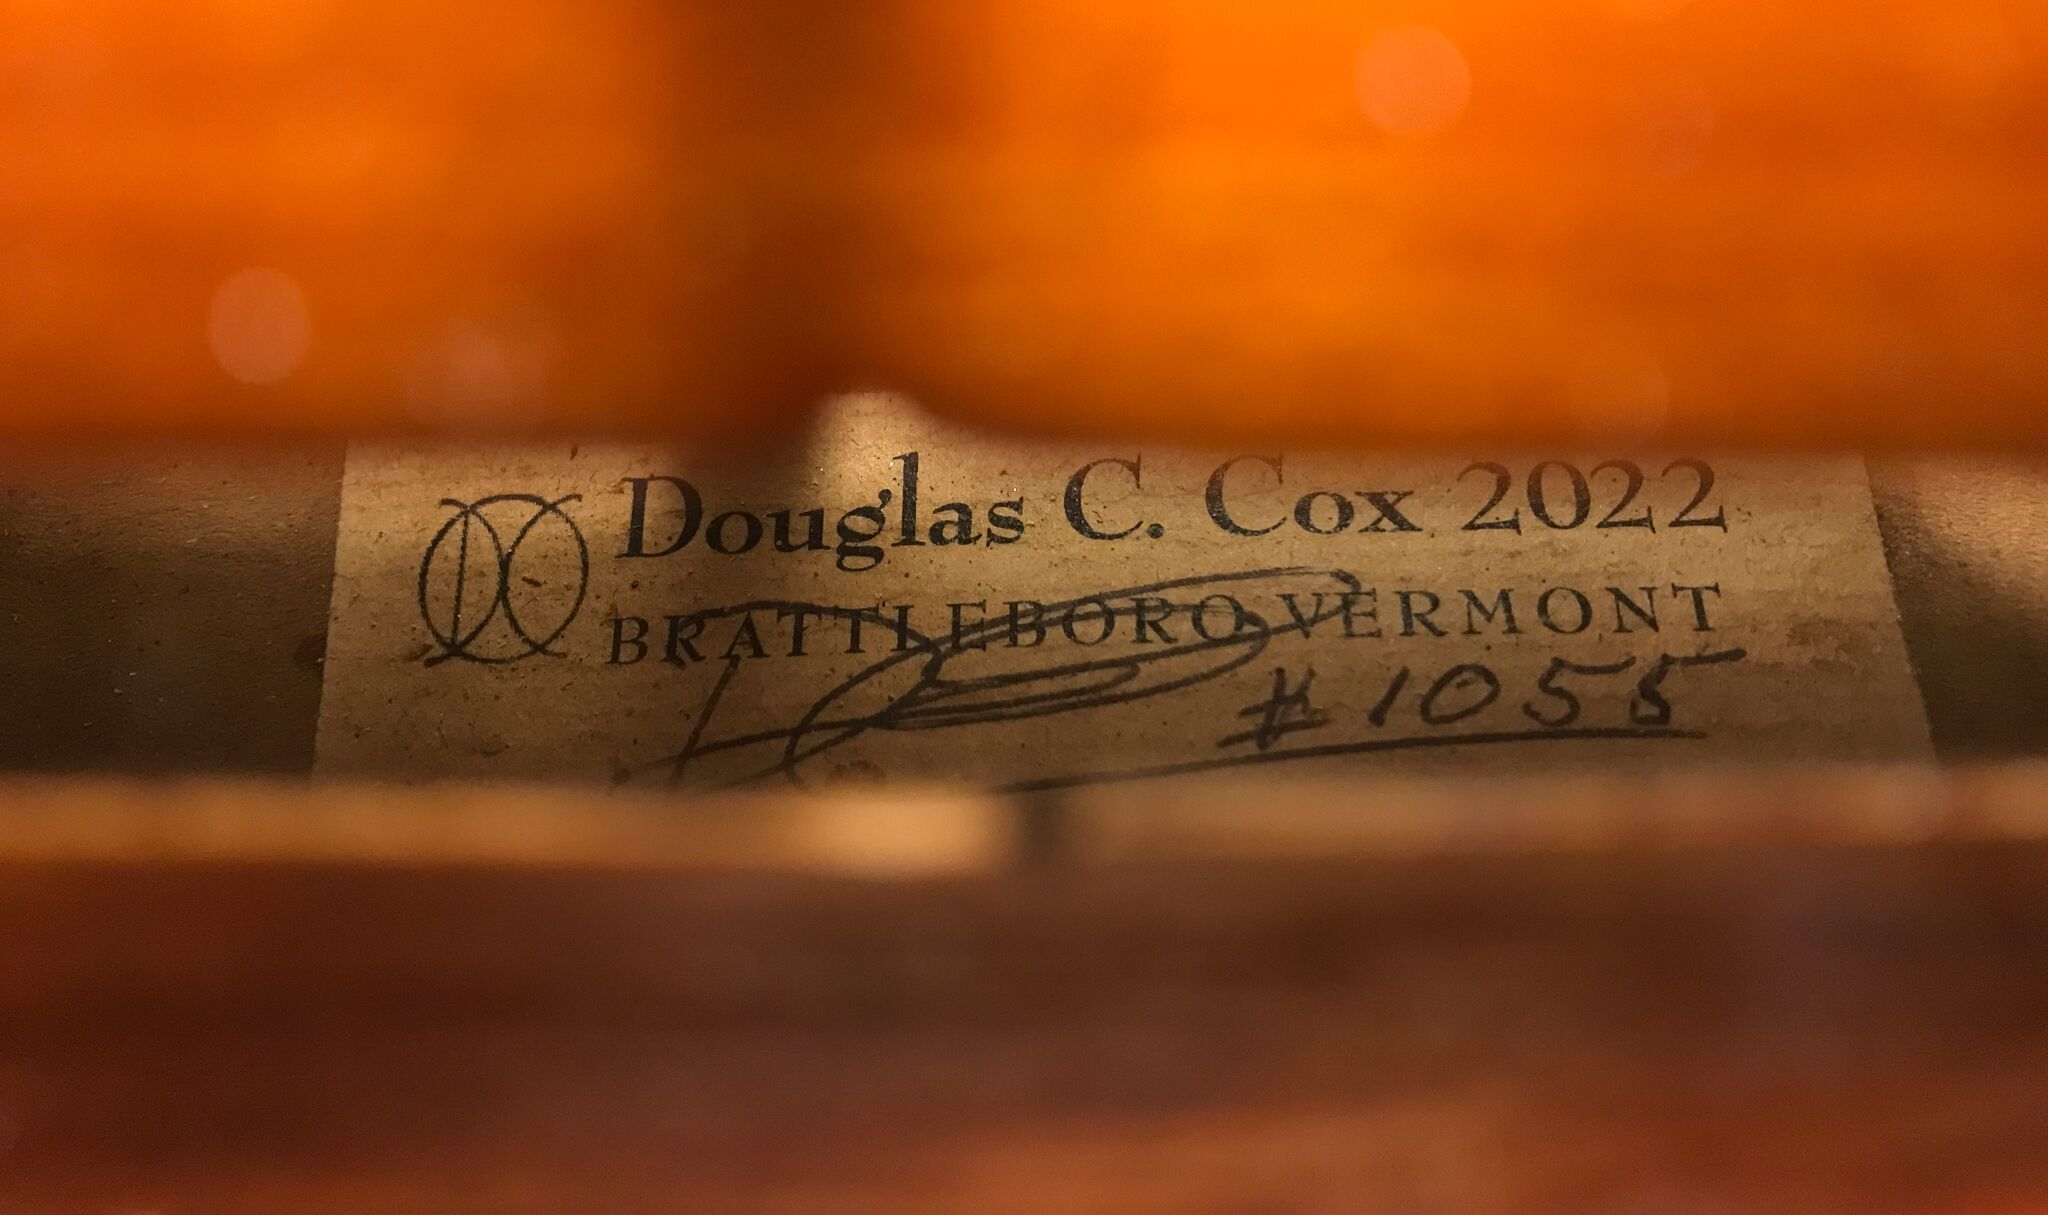 Douglas C. Cox 2022
BRATTLEBORO VERMONT
#1055